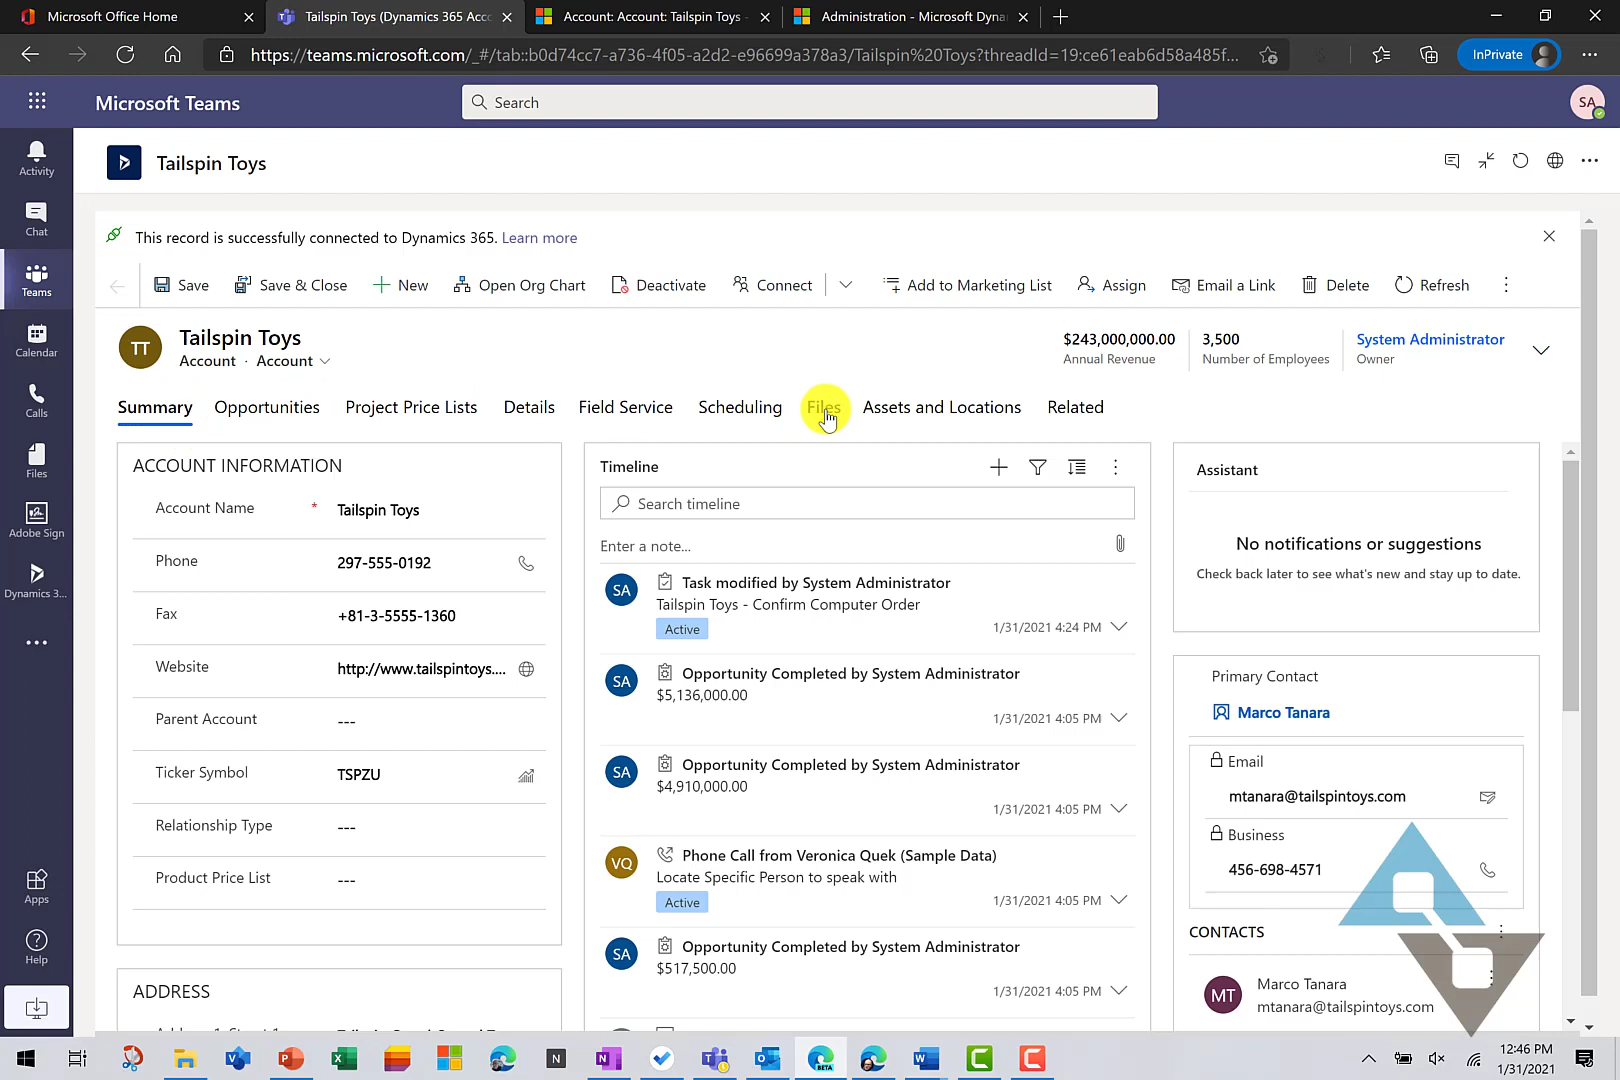 Microsoft Office Home
Tailspin Toys (Dynamics 365 Acco
Account: Account: Tailspin Toys -
Administration - Microsoft Dyna
https://teams.microsoft.com/_#/tab::b0d74cc7-a736-4f05-a2d2-e96699a378a3/Tailspin%20Toys?threadId=19:ce61eab6d58a485f...
InPrivate
Microsoft Teams
Search
SA
Activity
Chat
Teams
Calendar
Calls
Files
Adobe Sign
Dynamics 3...
Apps
Help
Tailspin Toys
This record is successfully connected to Dynamics 365. Learn more
Save
Save & Close
New
Open Org Chart
Deactivate
Connect
Add to Marketing List
Assign
Email a Link
Delete
Refresh
TT
Tailspin Toys
Account · Account
$243,000,000.00
Annual Revenue
3,500
Number of Employees
System Administrator
Owner
Summary
Opportunities
Project Price Lists
Details
Field Service
Scheduling
Files
Assets and Locations
Related
ACCOUNT INFORMATION
Account Name * Tailspin Toys
Phone 297-555-0192
Fax +81-3-5555-1360
Website http://www.tailspintoys....
Parent Account ---
Ticker Symbol TSPZU
Relationship Type ---
Product Price List ---
ADDRESS
Timeline
Search timeline
Enter a note...
SA
Task modified by System Administrator
Tailspin Toys - Confirm Computer Order
Active
1/31/2021 4:24 PM
SA
Opportunity Completed by System Administrator
$5,136,000.00
1/31/2021 4:05 PM
SA
Opportunity Completed by System Administrator
$4,910,000.00
1/31/2021 4:05 PM
VQ
Phone Call from Veronica Quek (Sample Data)
Locate Specific Person to speak with
Active
1/31/2021 4:05 PM
SA
Opportunity Completed by System Administrator
$517,500.00
1/31/2021 4:05 PM
Assistant
No notifications or suggestions
Check back later to see what's new and stay up to date.
Primary Contact
Marco Tanara
Email
mtanara@tailspintoys.com
Business
456-698-4571
CONTACTS
MT
Marco Tanara
mtanara@tailspintoys.com
BETA
12:46 PM
1/31/2021